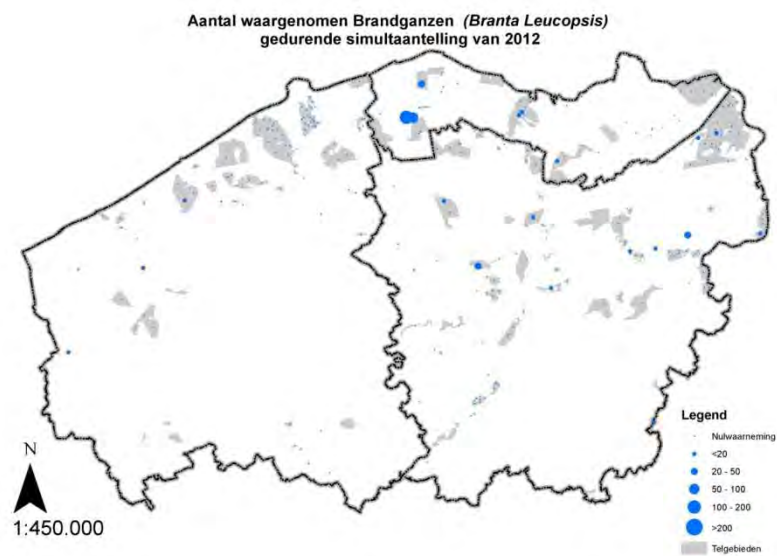 Aantal waargenomen Brandganzen (Branta Leucopsis)
gedurende simultaantelling van 2012
Legend
Nulwaarneming
<20
20 - 50
50 - 100
100 - 200
>200
Telgebieden
N
1:450.000